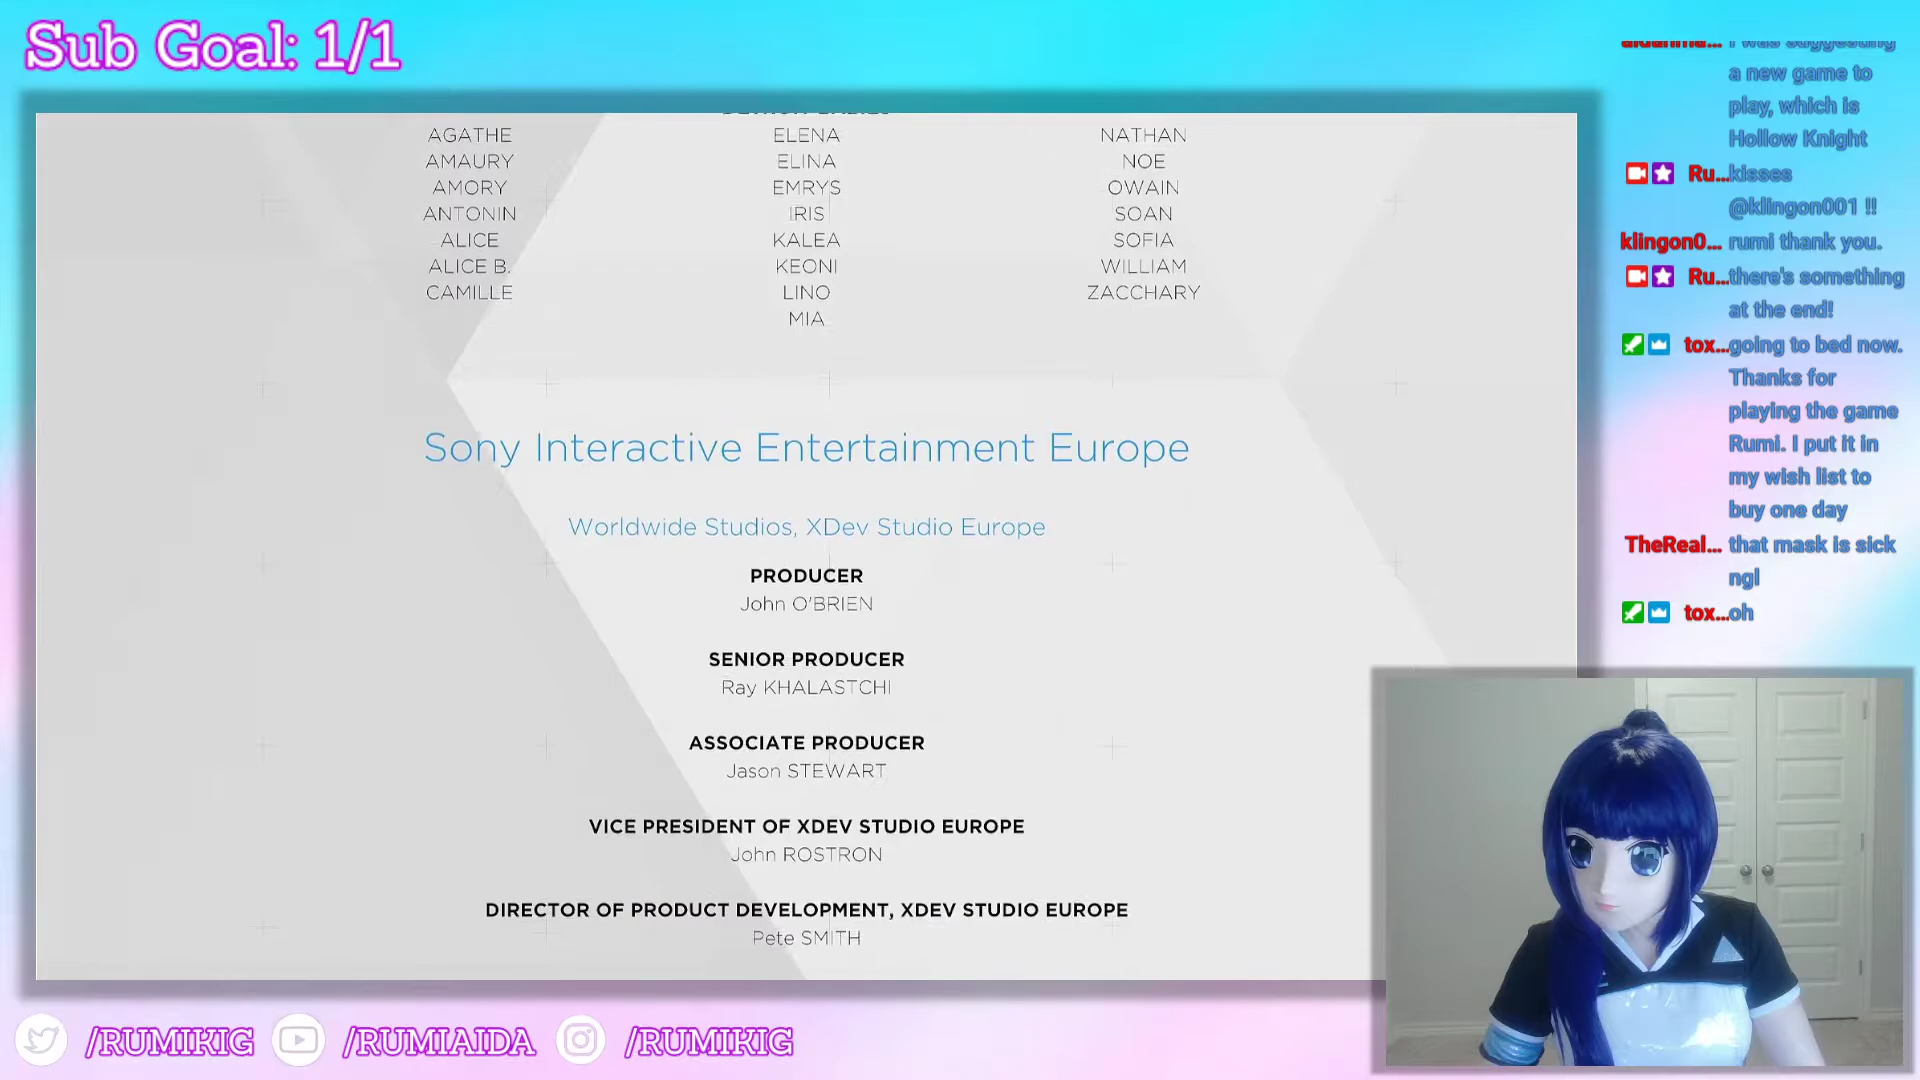 Sub Goal: 1/1
AGATHE
AMAURY
AMORY
ANTONIN
ALICE
ALICE B.
CAMILLE
ELENA
ELINA
EMRYS
IRIS
KALEA
KEONI
LINO
MIA
NATHAN
NOE
OWAIN
SOAN
SOFIA
WILLIAM
ZACCHARY
Sony Interactive Entertainment Europe
Worldwide Studios, XDev Studio Europe
PRODUCER
John O'BRIEN
SENIOR PRODUCER
Ray KHALASTCHI
ASSOCIATE PRODUCER
Jason STEWART
VICE PRESIDENT OF XDEV STUDIO EUROPE
John ROSTRON
DIRECTOR OF PRODUCT DEVELOPMENT, XDEV STUDIO EUROPE
Pete SMITH
I was suggesting
a new game to
play, which is
Hollow Knight
Ru... kisses
@klingon001 !!
klingon0... rumi thank you.
Ru... there's something
at the end!
tox... going to bed now.
Thanks for
playing the game
Rumi. I put it in
my wish list to
buy one day
TheReal... that mask is sick
ngl
tox... oh
/RUMIKIG
/RUMIAIDA
/RUMIKIG